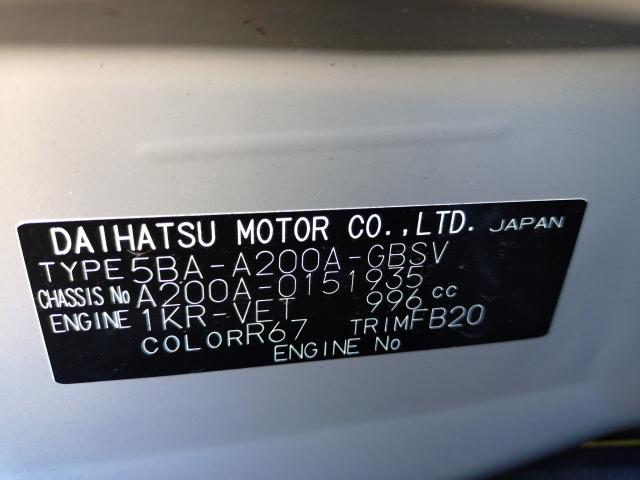 DAIHATSU MOTOR CO.,LTD. JAPAN
TYPE 5BA-A200A-GBSV
CHASSIS No A200A-0151935
ENGINE 1KR-VET 996 cc
COLOR R67 TRIM FB20
ENGINE No